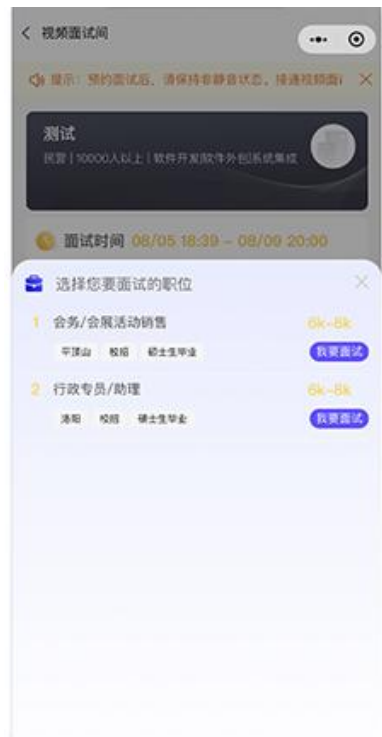 视频面试间
提示：预约面试后，请保持非静音状态，接通视频面
测试
民营 | 10000人以上 | 软件开发|软件外包|系统集成
面试时间 08/05 18:39 - 08/09 20:00
选择您要面试的职位
1 会务/会展活动销售 6k-8k
平顶山 校招 硕士生毕业 我要面试
2 行政专员/助理 6k-8k
洛阳 校招 硕士生毕业 我要面试